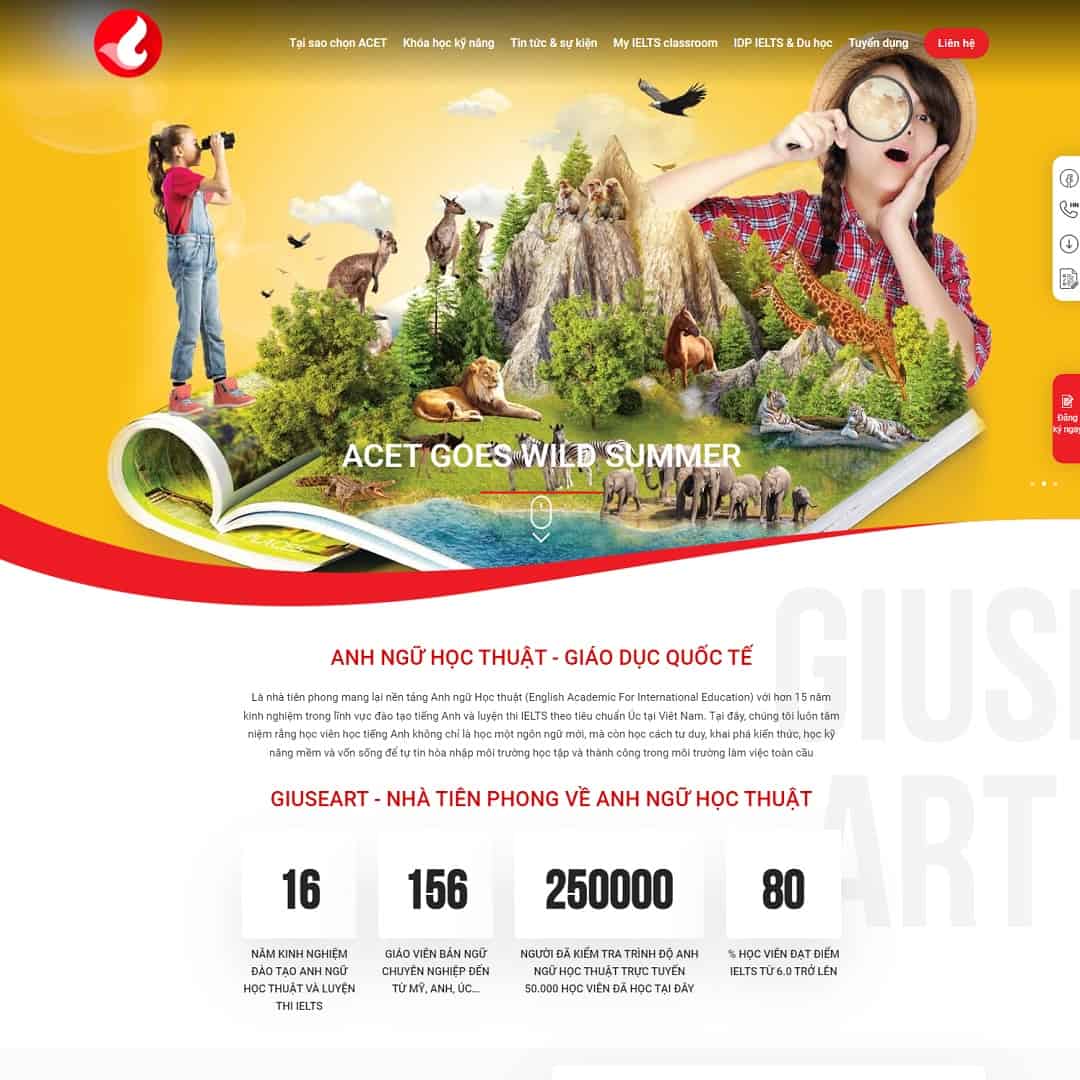 Tại sao chọn ACET
Khóa học kỹ năng
Tin tức & sự kiện
My IELTS classroom
IDP IELTS & Du học
Tuyển dụng
Liên hệ
HN
Đăng
ký ngay
ACET GOES WILD SUMMER
GIUSE
ART
ANH NGỮ HỌC THUẬT - GIÁO DỤC QUỐC TẾ
Là nhà tiên phong mang lại nền tảng Anh ngữ Học thuật (English Academic For International Education) với hơn 15 năm
kinh nghiệm trong lĩnh vực đào tạo tiếng Anh và luyện thi IELTS theo tiêu chuẩn Úc tại Việt Nam. Tại đây, chúng tôi luôn tâm
niệm rằng học viên học tiếng Anh không chỉ là học một ngôn ngữ mới, mà còn học cách tư duy, khai phá kiến thức, học kỹ
năng mềm và vốn sống để tự tin hòa nhập môi trường học tập và thành công trong môi trường làm việc toàn cầu
GIUSEART - NHÀ TIÊN PHONG VỀ ANH NGỮ HỌC THUẬT
16
NĂM KINH NGHIỆM
ĐÀO TẠO ANH NGỮ
HỌC THUẬT VÀ LUYỆN
THI IELTS
156
GIÁO VIÊN BẢN NGỮ
CHUYÊN NGHIỆP ĐẾN
TỪ MỸ, ANH, ÚC...
250000
NGƯỜI ĐÃ KIỂM TRA TRÌNH ĐỘ ANH
NGỮ HỌC THUẬT TRỰC TUYẾN
50.000 HỌC VIÊN ĐÃ HỌC TẠI ĐÂY
80
% HỌC VIÊN ĐẠT ĐIỂM
IELTS TỪ 6.0 TRỞ LÊN